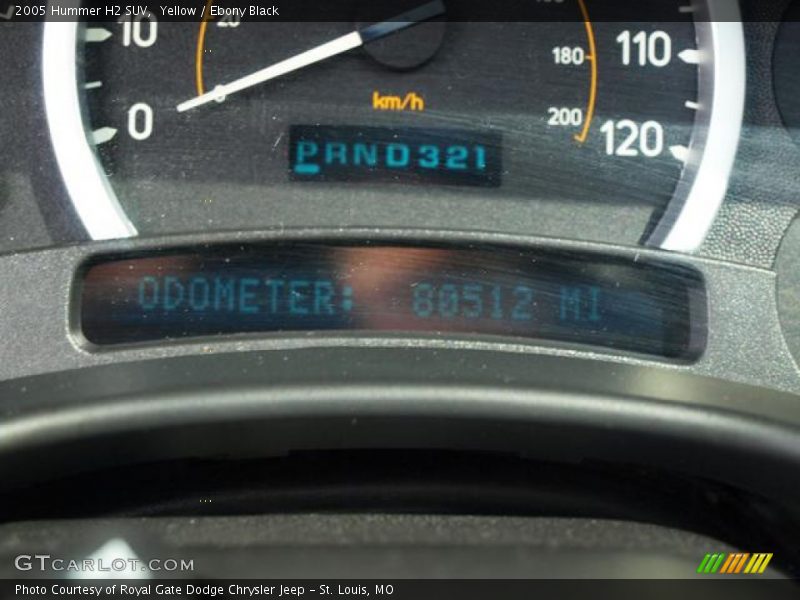 2005 Hummer H2 SUV,  Yellow / Ebony Black
10
20
0
0
km/h
180
200
110
120
PRND321
ODOMETER: 80512 MI
GTCARLOT.COM
Photo Courtesy of Royal Gate Dodge Chrysler Jeep - St. Louis, MO